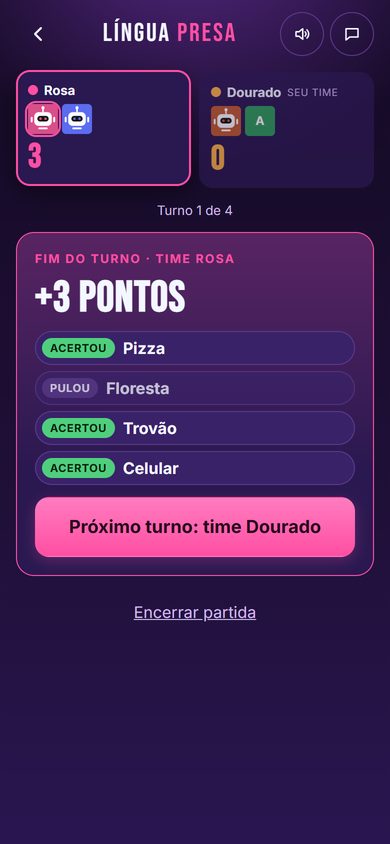 LÍNGUA PRESA
Rosa
3
Dourado SEU TIME
A
0
Turno 1 de 4
FIM DO TURNO · TIME ROSA
+3 PONTOS
ACERTOU Pizza
PULOU Floresta
ACERTOU Trovão
ACERTOU Celular
Próximo turno: time Dourado
Encerrar partida